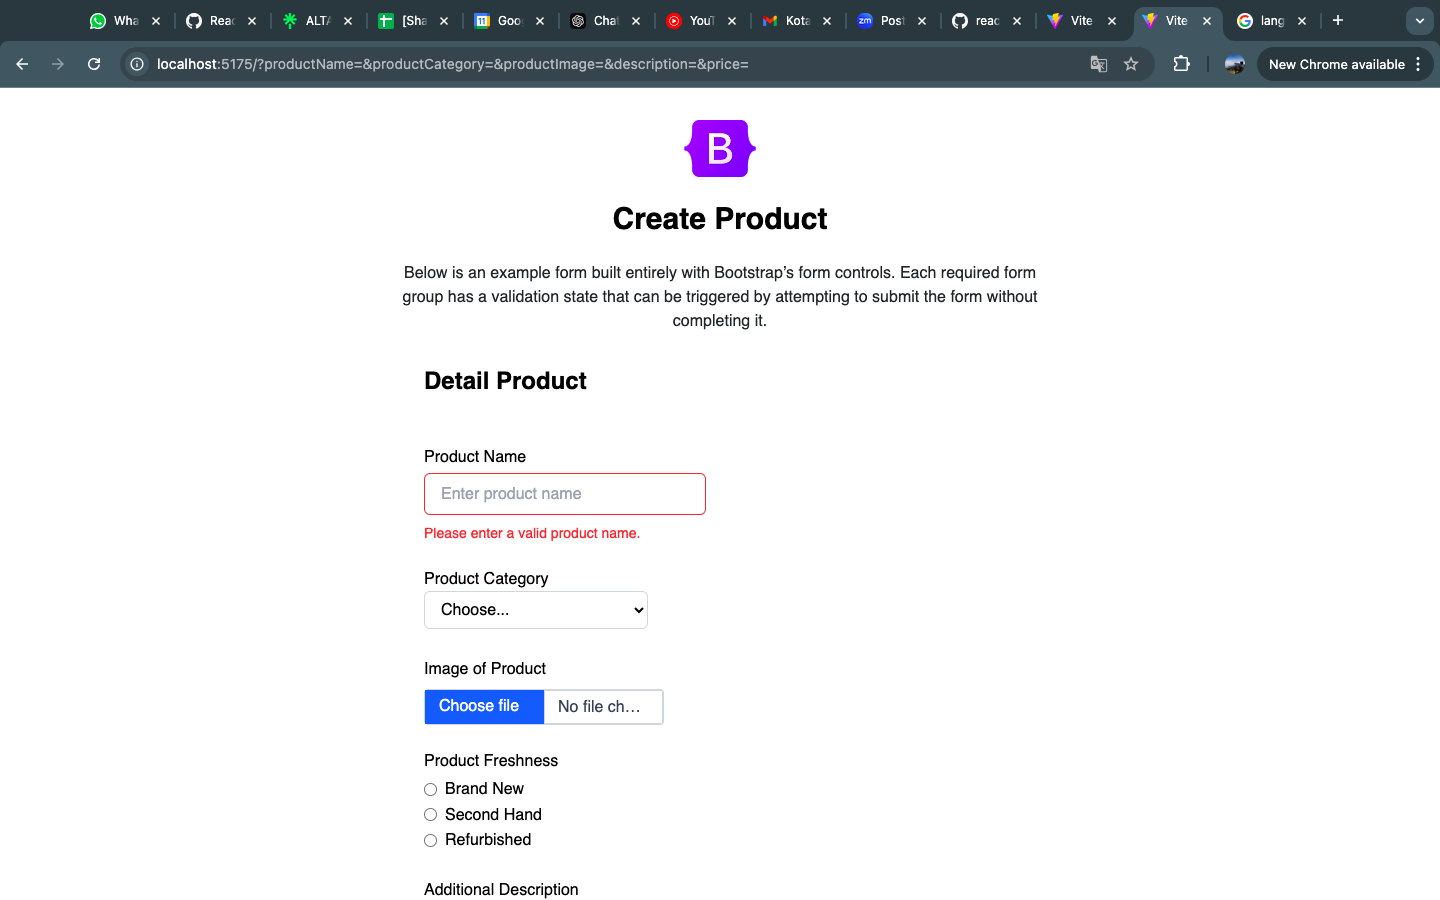 Wha
Reac
ALTA
[Sha
11
Goo
Chat
YouT
Kota
zm
Post
reac
Vite
Vite
lang
localhost:5175/?productName=&productCategory=&productImage=&description=&price=
New Chrome available
B
Create Product
Below is an example form built entirely with Bootstrap’s form controls. Each required form
group has a validation state that can be triggered by attempting to submit the form without
completing it.
Detail Product
Product Name
Enter product name
Please enter a valid product name.
Product Category
Choose...
Image of Product
Choose file
No file ch…
Product Freshness
Brand New
Second Hand
Refurbished
Additional Description